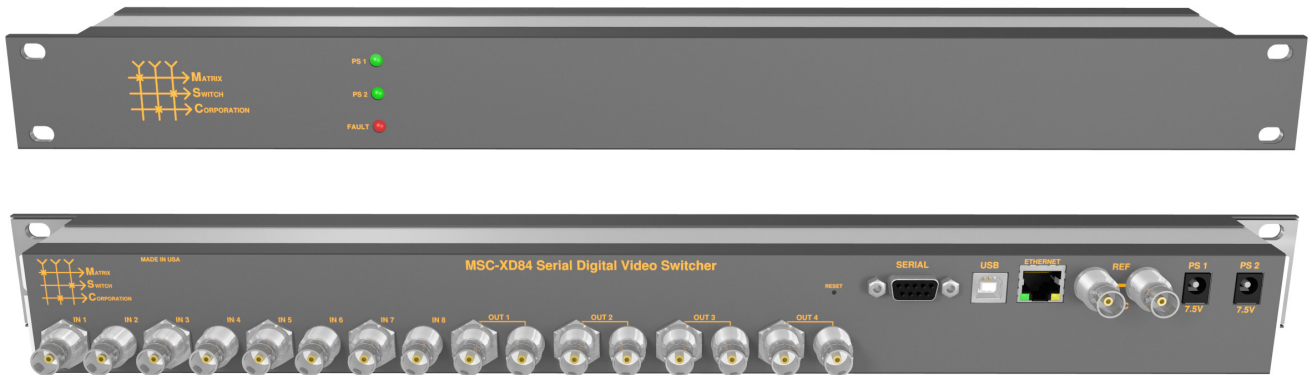 MATRIX
SWITCH
CORPORATION
PS 1
PS 2
FAULT
MATRIX
SWITCH
CORPORATION
MADE IN USA
MSC-XD84 Serial Digital Video Switcher
RESET
SERIAL
USB
ETHERNET
REF
PS 1
PS 2
7.5V
7.5V
IN 1
IN 2
IN 3
IN 4
IN 5
IN 6
IN 7
IN 8
OUT 1
OUT 2
OUT 3
OUT 4